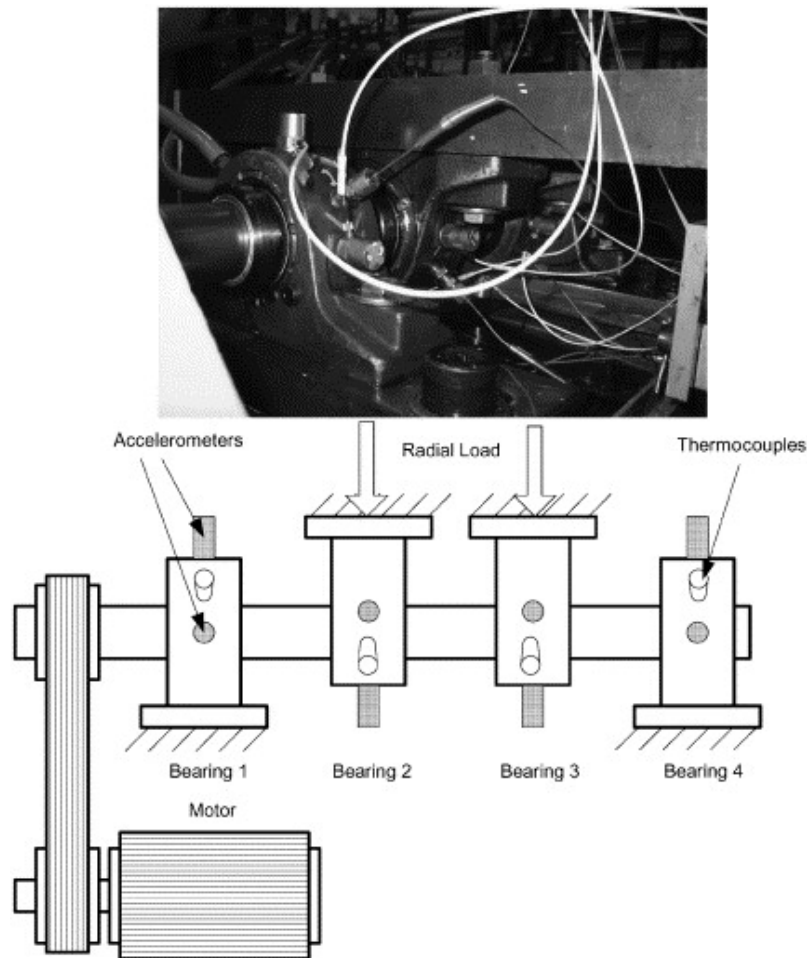 Accelerometers
Radial Load
Thermocouples
Bearing 1
Bearing 2
Bearing 3
Bearing 4
Motor